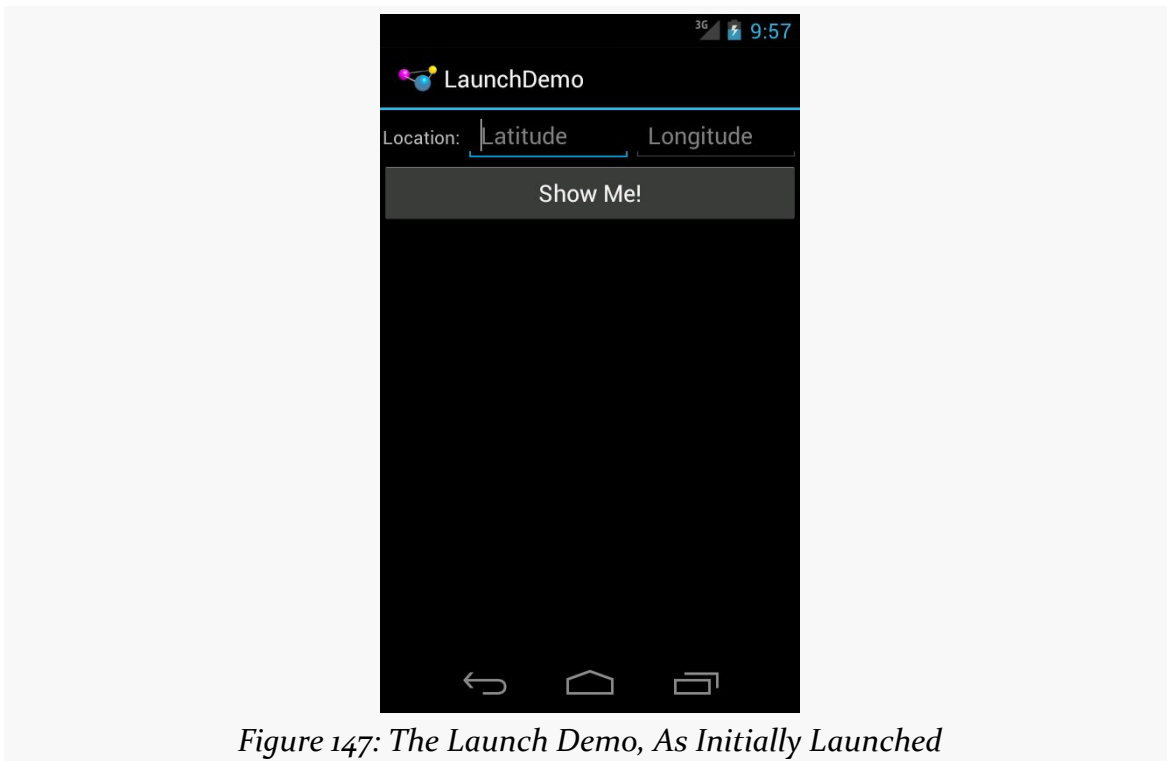 3G 9:57
LaunchDemo
Location: Latitude Longitude
Show Me!
Figure 147: The Launch Demo, As Initially Launched